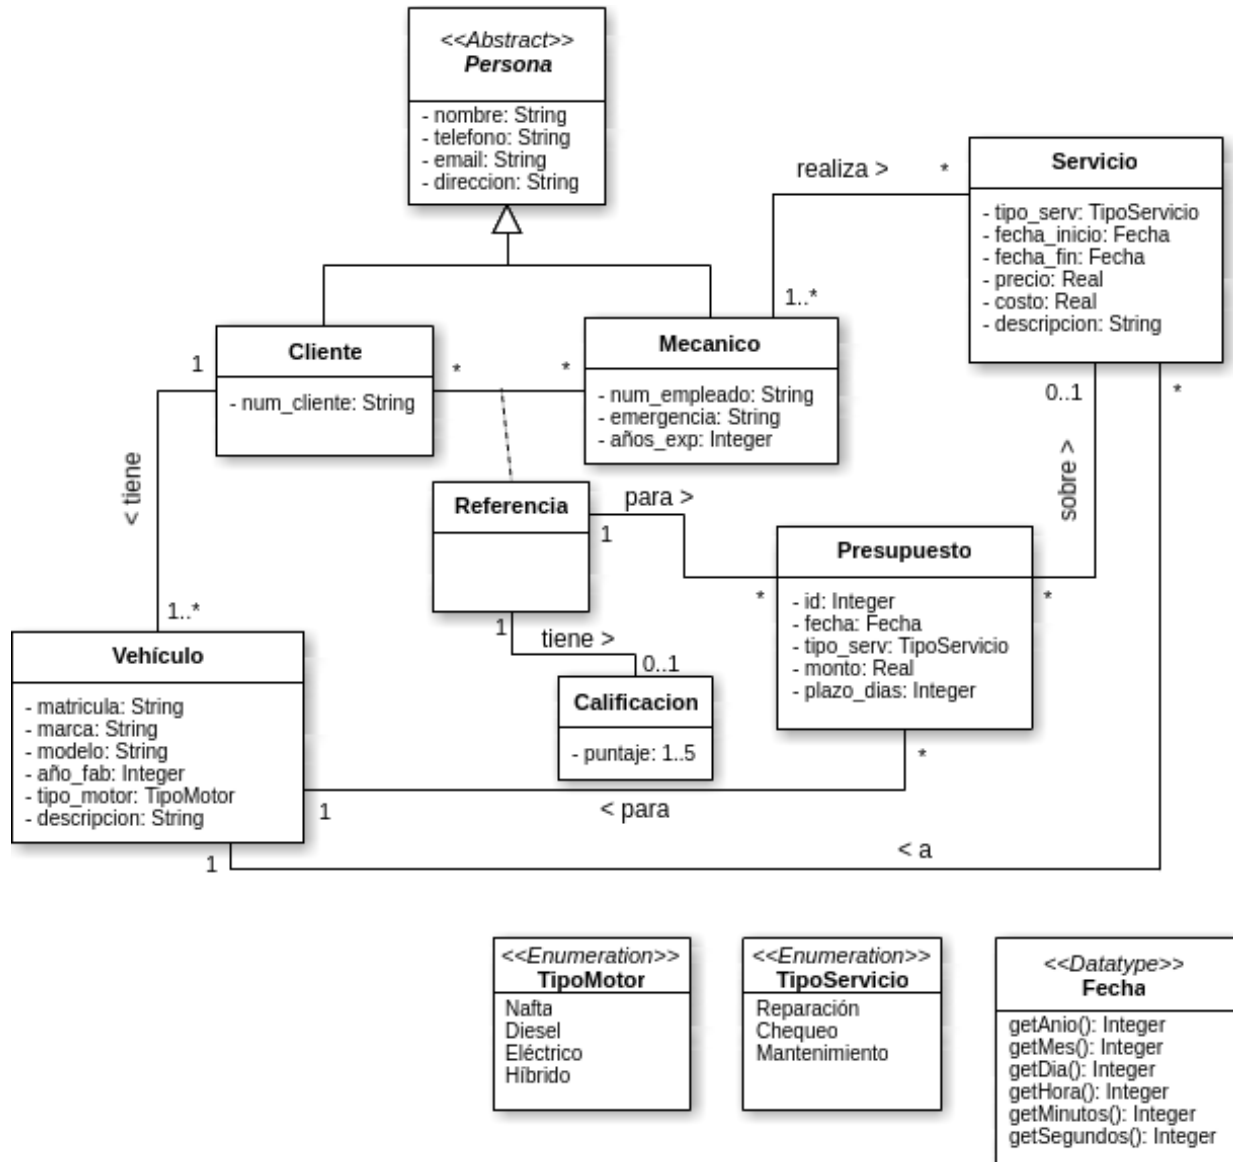 <<Abstract>>
Persona
- nombre: String
- telefono: String
- email: String
- direccion: String
realiza >
*
1..*
Servicio
- tipo_serv: TipoServicio
- fecha_inicio: Fecha
- fecha_fin: Fecha
- precio: Real
- costo: Real
- descripcion: String
Cliente
- num_cliente: String
1
*
*
Mecanico
- num_empleado: String
- emergencia: String
- años_exp: Integer
0..1
*
< tiene
1..*
Referencia
para >
1
*
sobre >
*
Presupuesto
- id: Integer
- fecha: Fecha
- tipo_serv: TipoServicio
- monto: Real
- plazo_dias: Integer
1
tiene >
0..1
Calificacion
- puntaje: 1..5
Vehículo
- matricula: String
- marca: String
- modelo: String
- año_fab: Integer
- tipo_motor: TipoMotor
- descripcion: String
*
1
< para
1
< a
<<Enumeration>>
TipoMotor
Nafta
Diesel
Eléctrico
Híbrido
<<Enumeration>>
TipoServicio
Reparación
Chequeo
Mantenimiento
<<Datatype>>
Fecha
getAnio(): Integer
getMes(): Integer
getDia(): Integer
getHora(): Integer
getMinutos(): Integer
getSegundos(): Integer